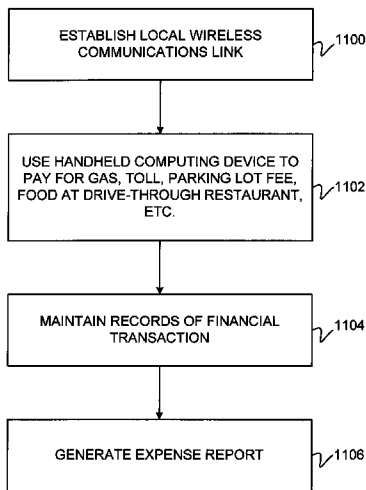 ESTABLISH LOCAL WIRELESS
COMMUNICATIONS LINK
1100
USE HANDHELD COMPUTING DEVICE TO
PAY FOR GAS, TOLL, PARKING LOT FEE,
FOOD AT DRIVE-THROUGH RESTAURANT,
ETC.
1102
MAINTAIN RECORDS OF FINANCIAL
TRANSACTION
1104
GENERATE EXPENSE REPORT
1106